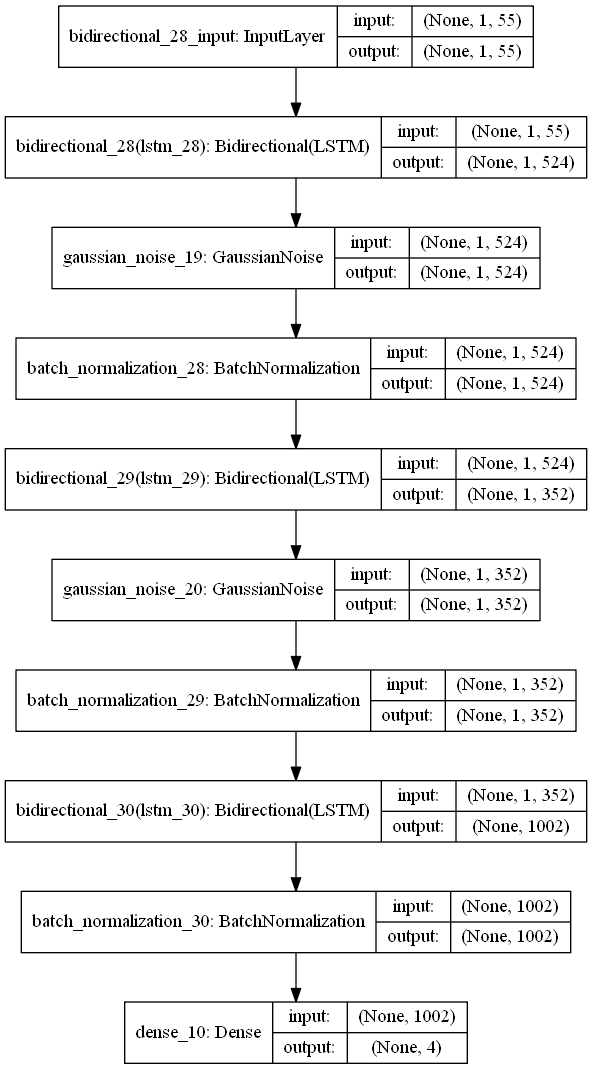 bidirectional_28_input: InputLayer
input:
(None, 1, 55)
output:
(None, 1, 55)
bidirectional_28(lstm_28): Bidirectional(LSTM)
input:
(None, 1, 55)
output:
(None, 1, 524)
gaussian_noise_19: GaussianNoise
input:
(None, 1, 524)
output:
(None, 1, 524)
batch_normalization_28: BatchNormalization
input:
(None, 1, 524)
output:
(None, 1, 524)
bidirectional_29(lstm_29): Bidirectional(LSTM)
input:
(None, 1, 524)
output:
(None, 1, 352)
gaussian_noise_20: GaussianNoise
input:
(None, 1, 352)
output:
(None, 1, 352)
batch_normalization_29: BatchNormalization
input:
(None, 1, 352)
output:
(None, 1, 352)
bidirectional_30(lstm_30): Bidirectional(LSTM)
input:
(None, 1, 352)
output:
(None, 1002)
batch_normalization_30: BatchNormalization
input:
(None, 1002)
output:
(None, 1002)
dense_10: Dense
input:
(None, 1002)
output:
(None, 4)